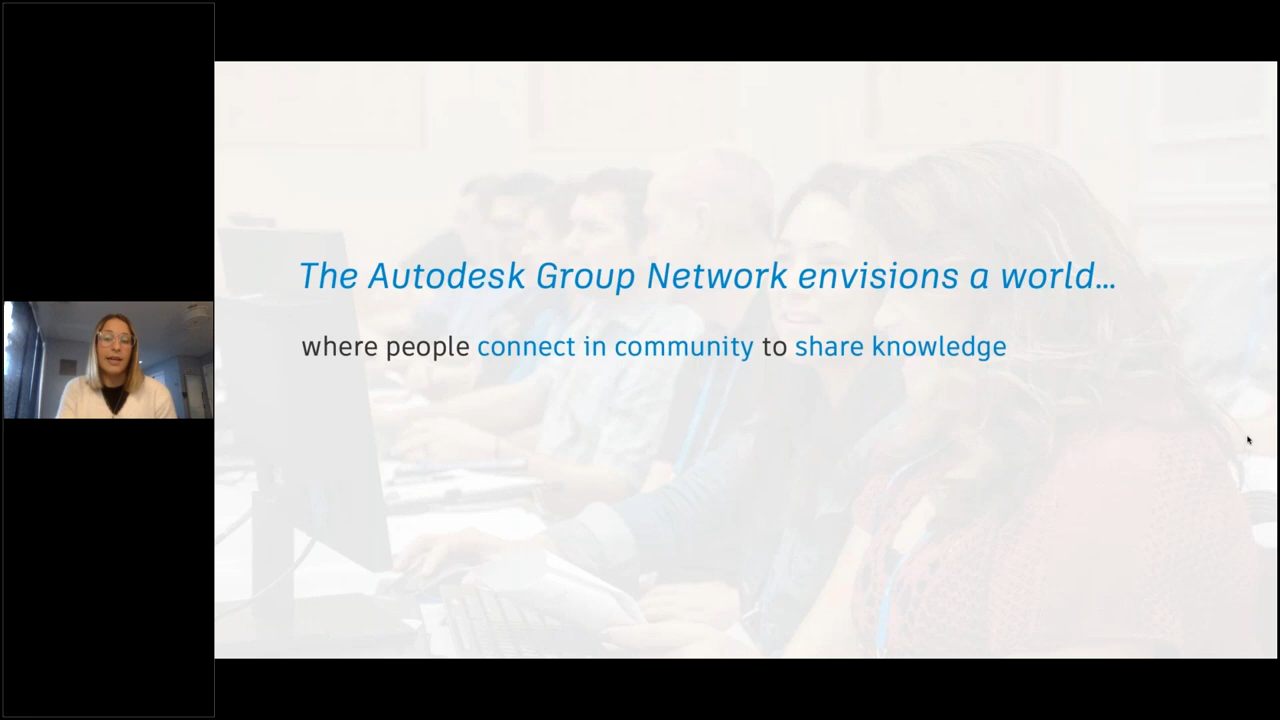 The Autodesk Group Network envisions a world...
where people connect in community to share knowledge